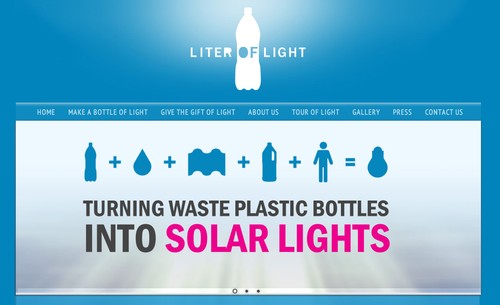 LITER OF LIGHT
HOME MAKE A BOTTLE OF LIGHT GIVE THE GIFT OF LIGHT ABOUT US TOUR OF LIGHT GALLERY PRESS CONTACT US
+ + + + =
TURNING WASTE PLASTIC BOTTLES
INTO SOLAR LIGHTS